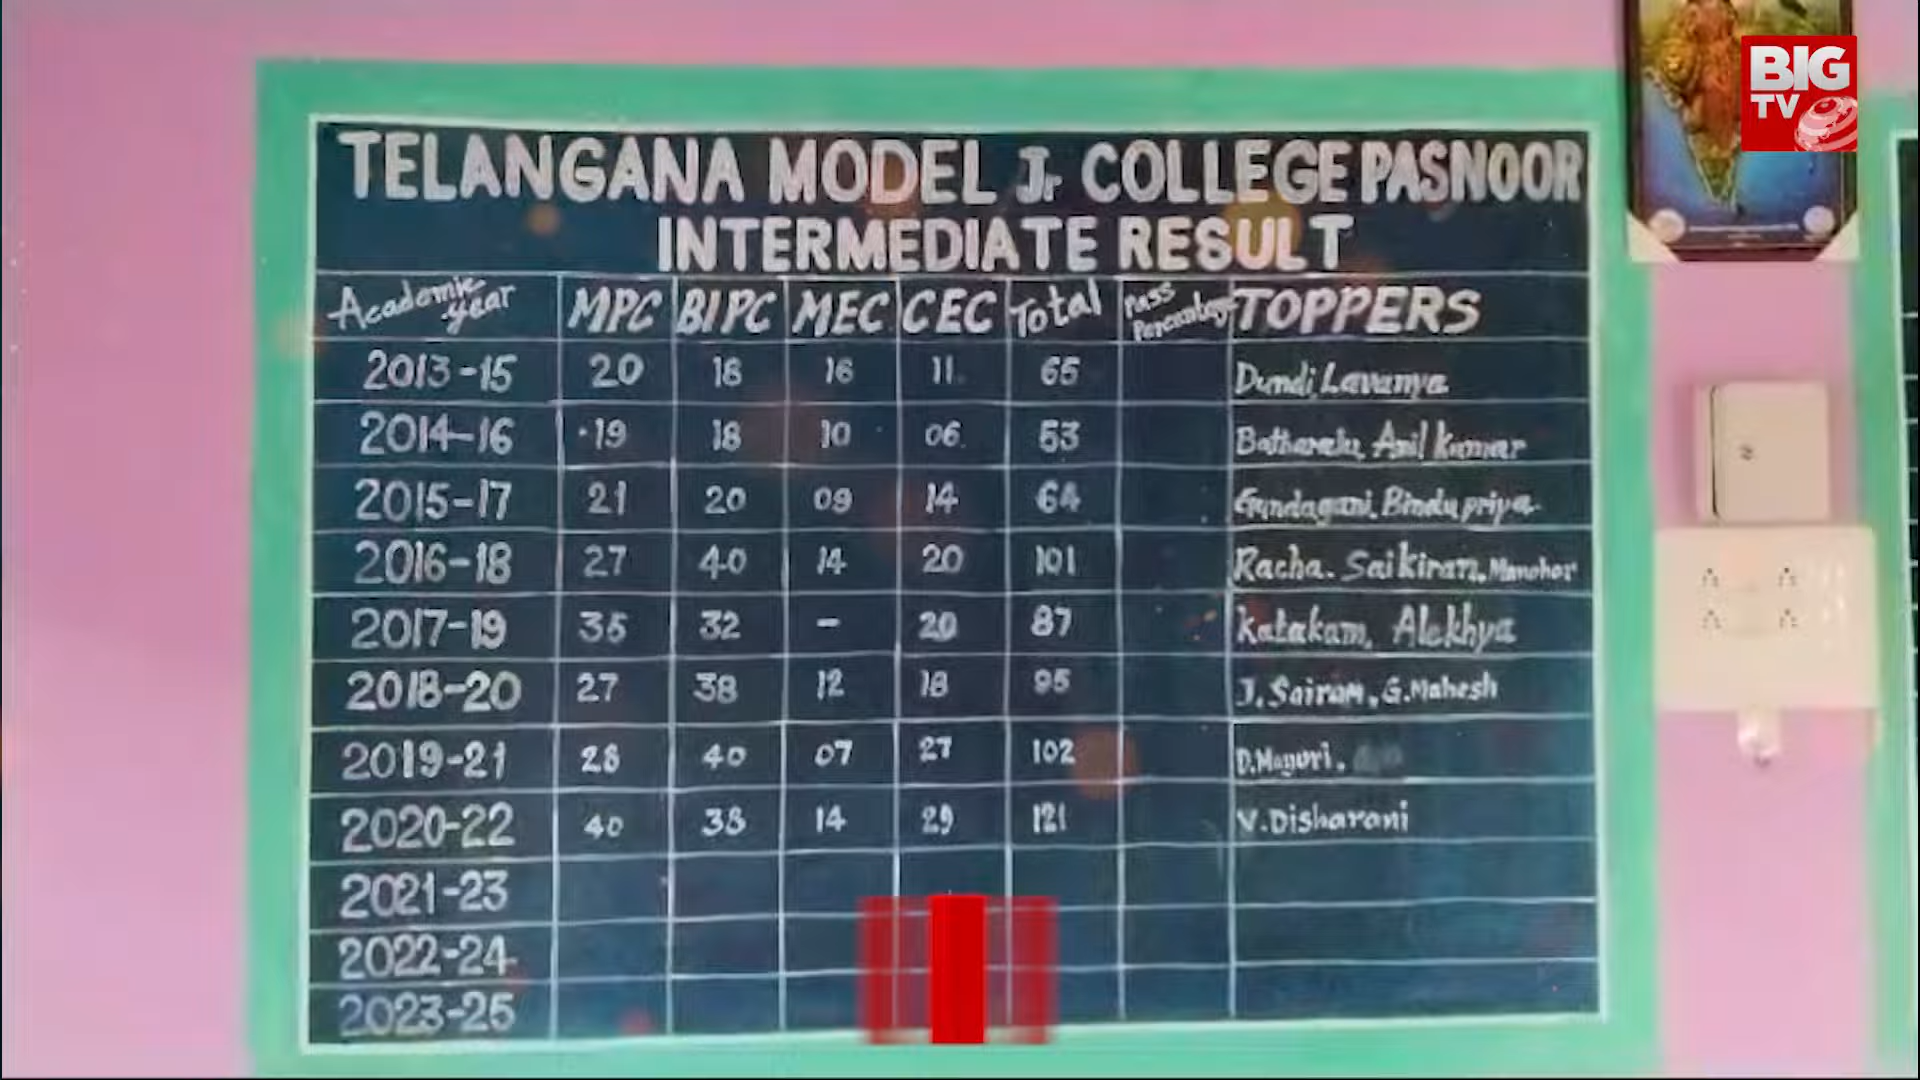 BIG
TV
TELANGANA MODEL Jr COLLEGE PASNOOR
INTERMEDIATE RESULT
Academic year MPC BIPC MEC CEC Total Pass Percentage TOPPERS
2013-15 20 18 16 11 65 Dundi Lavanya
2014-16 19 18 10 06 53 Anil kumar
2015-17 21 20 09 14 64 Gundagani Bindu priya
2016-18 27 40 14 20 101 Racha. Saikiran, Manohar
2017-19 35 32 - 20 87 Katakam, Alekhya
2018-20 27 38 12 18 95 J. Sairam, G. Mahesh
2019-21 28 40 07 27 102 D. Mayuri.
2020-22 40 38 14 29 121 V. Disharani
2021-23
2022-24
2023-25